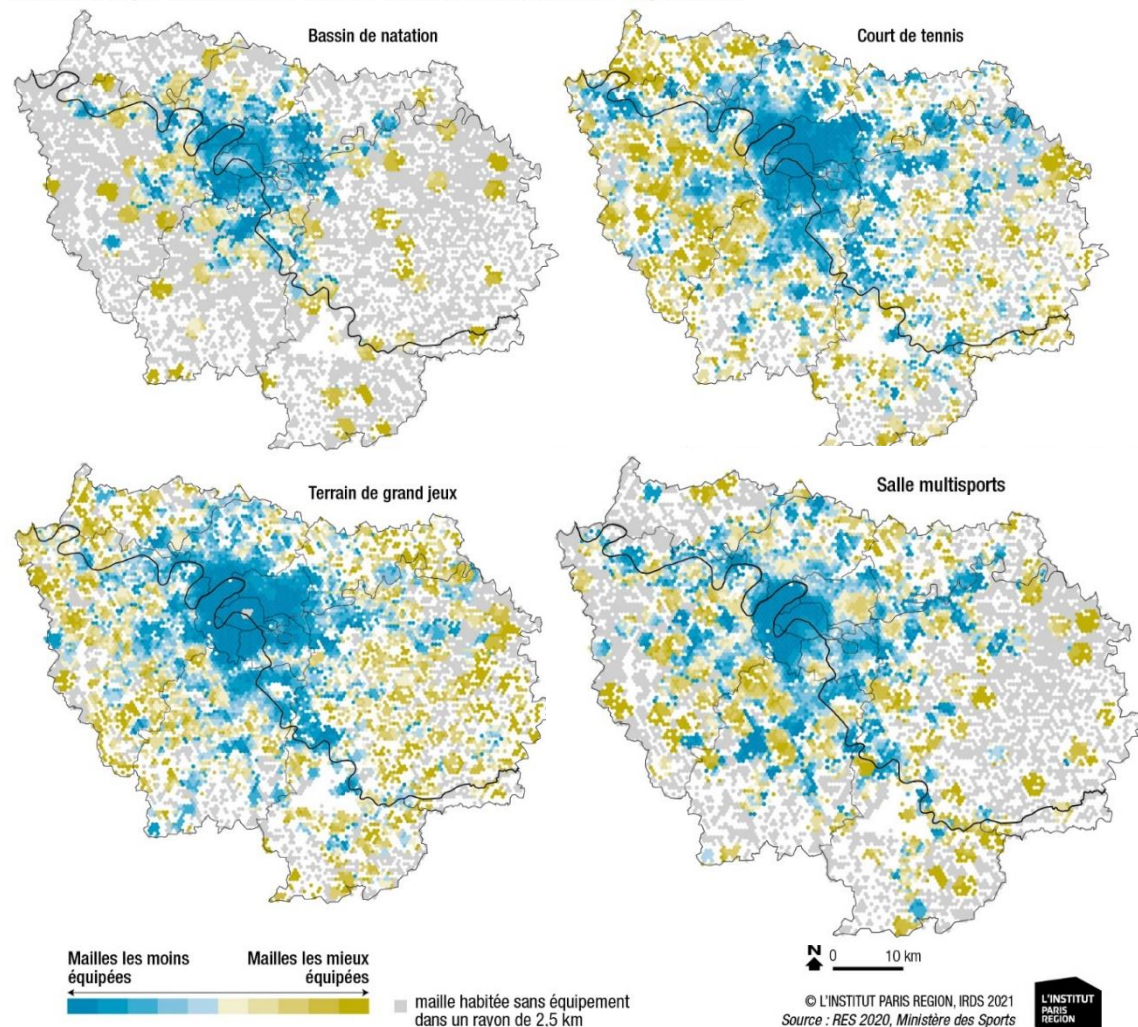 Bassin de natation
Court de tennis
Terrain de grand jeux
Salle multisports
Mailles les moins équipées
Mailles les mieux équipées
maille habitée sans équipement
dans un rayon de 2,5 km
N 0 10 km
© L'INSTITUT PARIS REGION, IRDS 2021
Source : RES 2020, Ministère des Sports
L'INSTITUT
PARIS
REGION